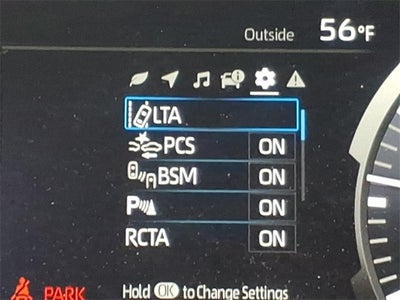 Outside 56°F
LTA
PCS ON
BSM ON
P ON
RCTA ON
PARK Hold OK to Change Settings